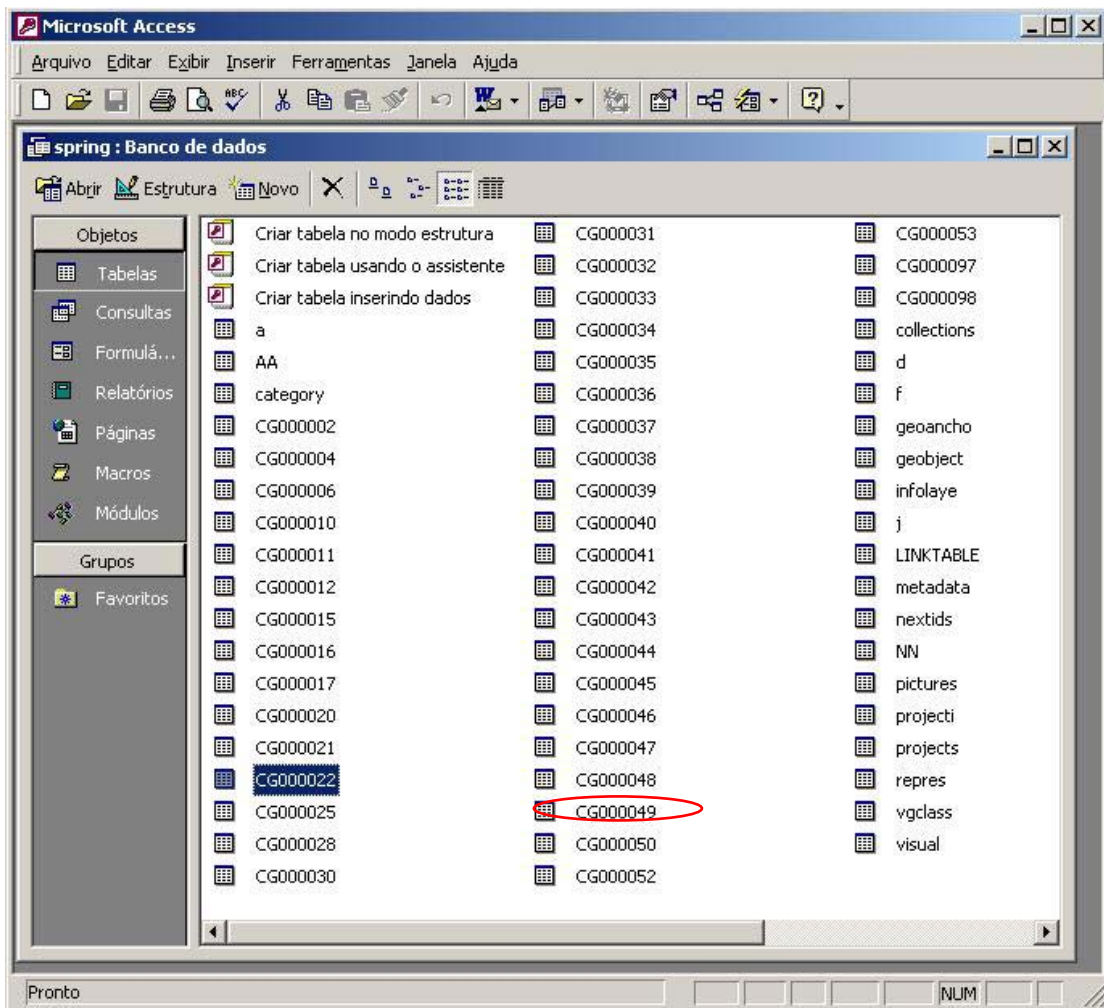 Microsoft Access
Arquivo Editar Exibir Inserir Ferramentas Janela Ajuda
spring : Banco de dados
Abrir Estrutura Novo
Objetos
Tabelas
Consultas
Formulá...
Relatórios
Páginas
Macros
Módulos
Grupos
Favoritos
Criar tabela no modo estrutura
Criar tabela usando o assistente
Criar tabela inserindo dados
a
AA
category
CG000002
CG000004
CG000006
CG000010
CG000011
CG000012
CG000015
CG000016
CG000017
CG000020
CG000021
CG000022
CG000025
CG000028
CG000030
CG000031
CG000032
CG000033
CG000034
CG000035
CG000036
CG000037
CG000038
CG000039
CG000040
CG000041
CG000042
CG000043
CG000044
CG000045
CG000046
CG000047
CG000048
CG000049
CG000050
CG000052
CG000053
CG000097
CG000098
collections
d
f
geoancho
geobject
infolaye
j
LINKTABLE
metadata
nextids
NN
pictures
projecti
projects
repres
vgclass
visual
Pronto
NUM